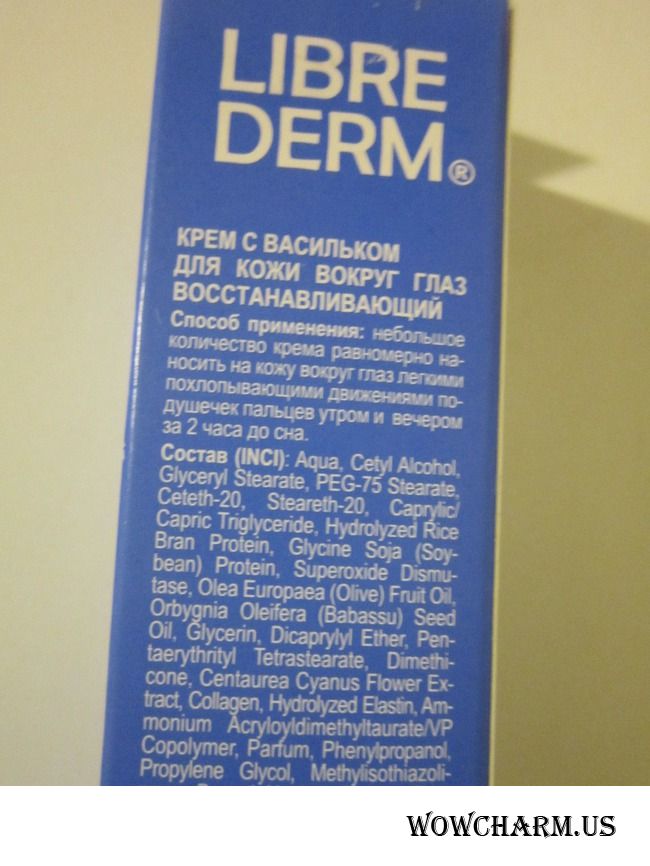 LIBRE
DERM®
КРЕМ С ВАСИЛЬКОМ
ДЛЯ КОЖИ ВОКРУГ ГЛАЗ
ВОССТАНАВЛИВАЮЩИЙ
Способ применения: небольшое
количество крема равномерно на-
носить на кожу вокруг глаз легкими
похлопывающими движениями по-
душечек пальцев утром и вечером
за 2 часа до сна.
Состав (INCI): Aqua, Cetyl Alcohol,
Glyceryl Stearate, PEG-75 Stearate,
Ceteth-20, Steareth-20, Caprylic/
Capric Triglyceride, Hydrolyzed Rice
Bran Protein, Glycine Soja (Soy-
bean) Protein, Superoxide Dismu-
tase, Olea Europaea (Olive) Fruit Oil,
Orbygnia Oleifera (Babassu) Seed
Oil, Glycerin, Dicaprylyl Ether, Pen-
taerythrityl Tetrastearate, Dimethi-
cone, Centaurea Cyanus Flower Ex-
tract, Collagen, Hydrolyzed Elastin, Am-
monium Acryloyldimethyltaurate/VP
Copolymer, Parfum, Phenylpropanol,
Propylene Glycol, Methylisothiazoli-
WOWCHARM.US